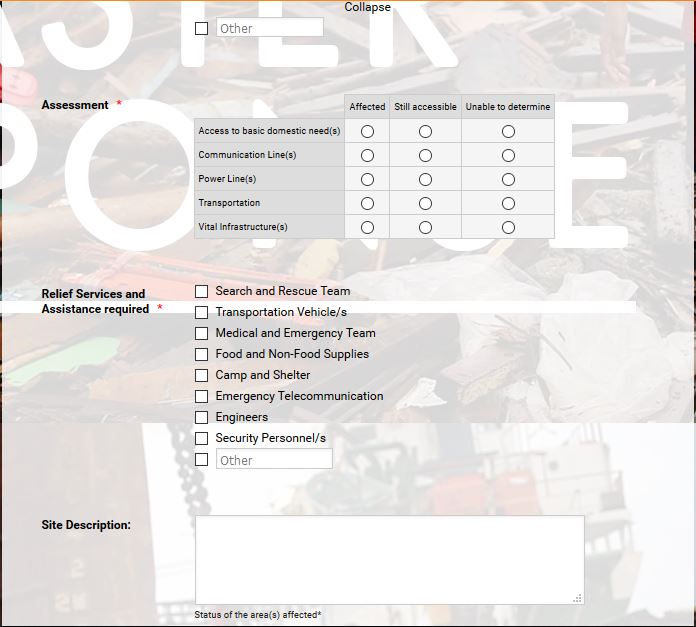 Collapse
Other
Assessment *
Affected Still accessible Unable to determine
Access to basic domestic need(s)
Communication Line(s)
Power Line(s)
Transportation
Vital Infrastructure(s)
Relief Services and
Assistance required *
Search and Rescue Team
Transportation Vehicle/s
Medical and Emergency Team
Food and Non-Food Supplies
Camp and Shelter
Emergency Telecommunication
Engineers
Security Personnel/s
Other
Site Description:
Status of the area(s) affected*